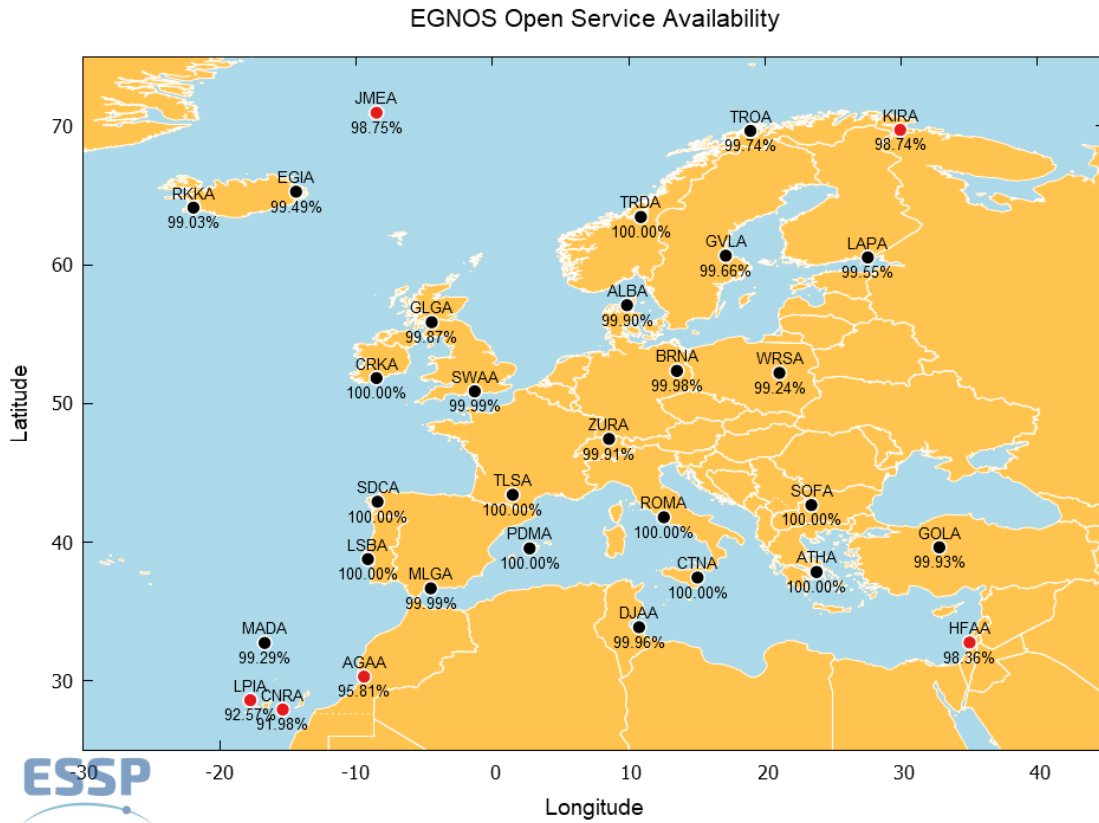 EGNOS Open Service Availability
JMEA
98.75%
TROA
99.74%
KIRA
98.74%
70
EGIA
99.49%
RKKA
99.03%
TRDA
100.00%
GVLA
99.66%
LAPA
99.55%
60
ALBA
99.90%
GLGA
99.87%
CRKA
100.00%
SWAA
99.99%
BRNA
99.98%
WRSA
99.24%
50
ZURA
99.91%
TLSA
100.00%
SDCA
100.00%
ROMA
100.00%
SOFA
100.00%
PDMA
100.00%
GOLA
99.93%
40
LSBA
100.00%
MLGA
99.99%
CTNA
100.00%
ATHA
100.00%
DJAA
99.96%
MADA
99.29%
HFAA
98.36%
AGAA
95.81%
30
LPIA
92.57%
CNRA
91.98%
Latitude
-30
-20
-10
0
10
20
30
40
Longitude
ESSP